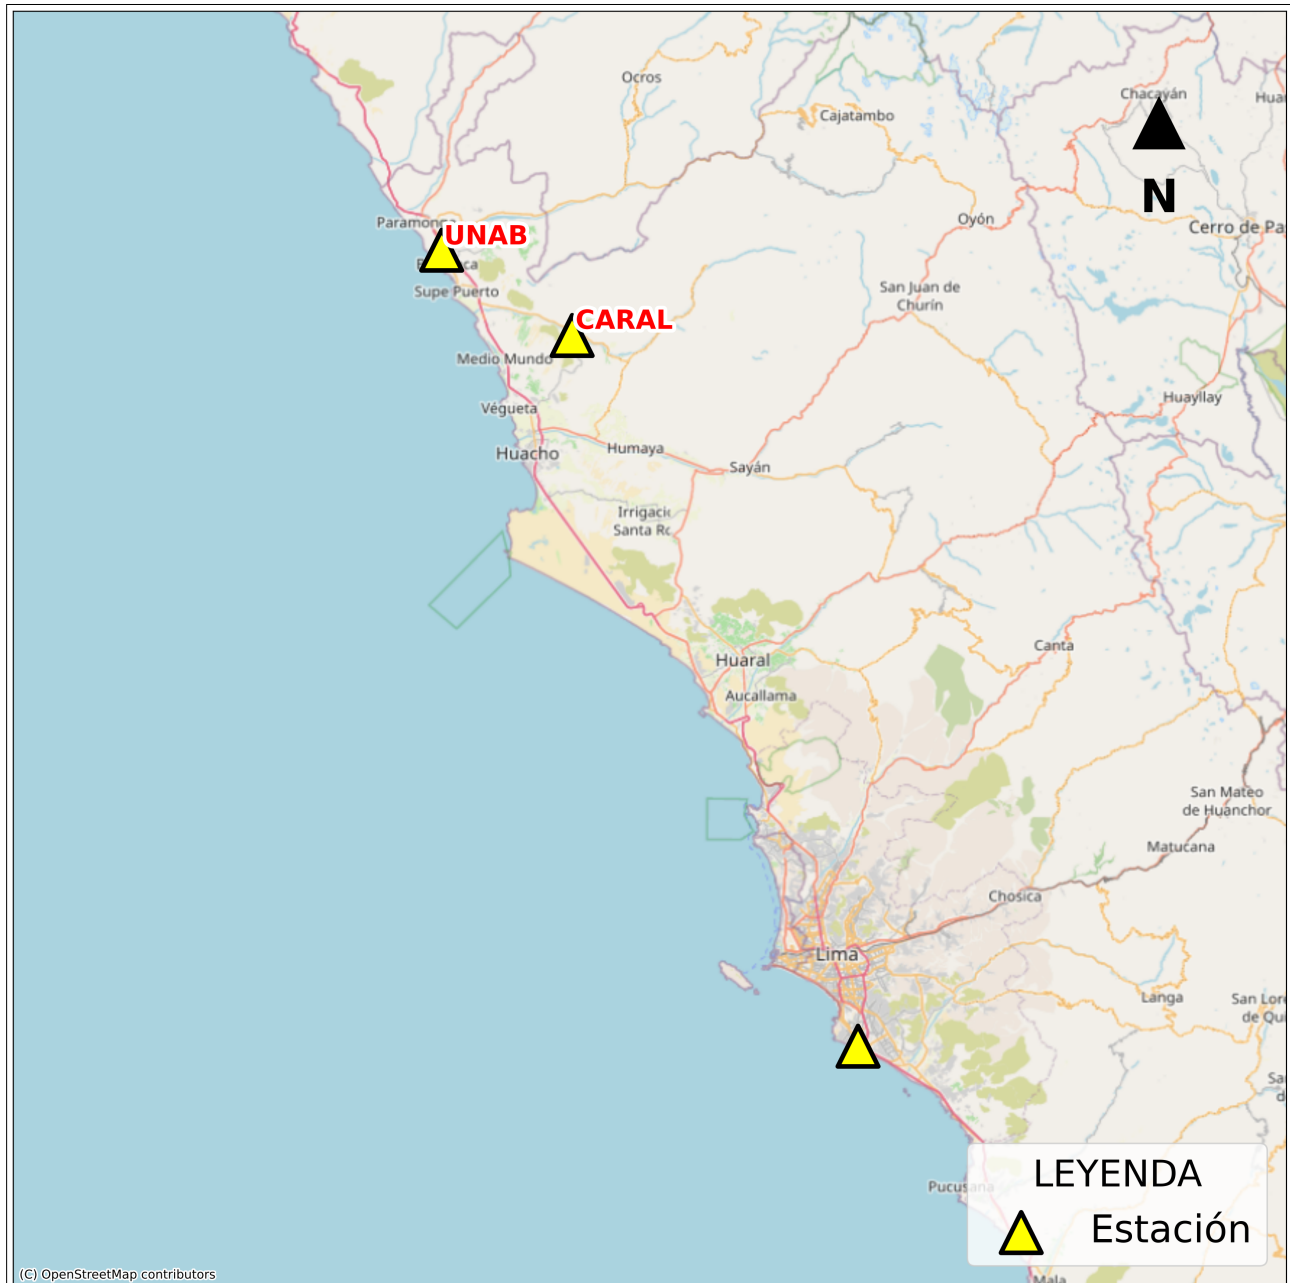 Ocros
Cajatambo
Chacayán
N
Paramonga
UNAB
Oyón
Cerro de Pa
Supe Puerto
San Juan de
Churín
CARAL
Medio Mundo
Huayllay
Végueta
Huacho
Humaya
Sayán
Irrigaci
Santa Ro
Canta
Huaral
Aucallama
San Mateo
de Huanchor
Matucana
Chosica
Lima
Langa
San Lor
de Qui
Pucusana
LEYENDA
Estación
Mala
(C) OpenStreetMap contributors